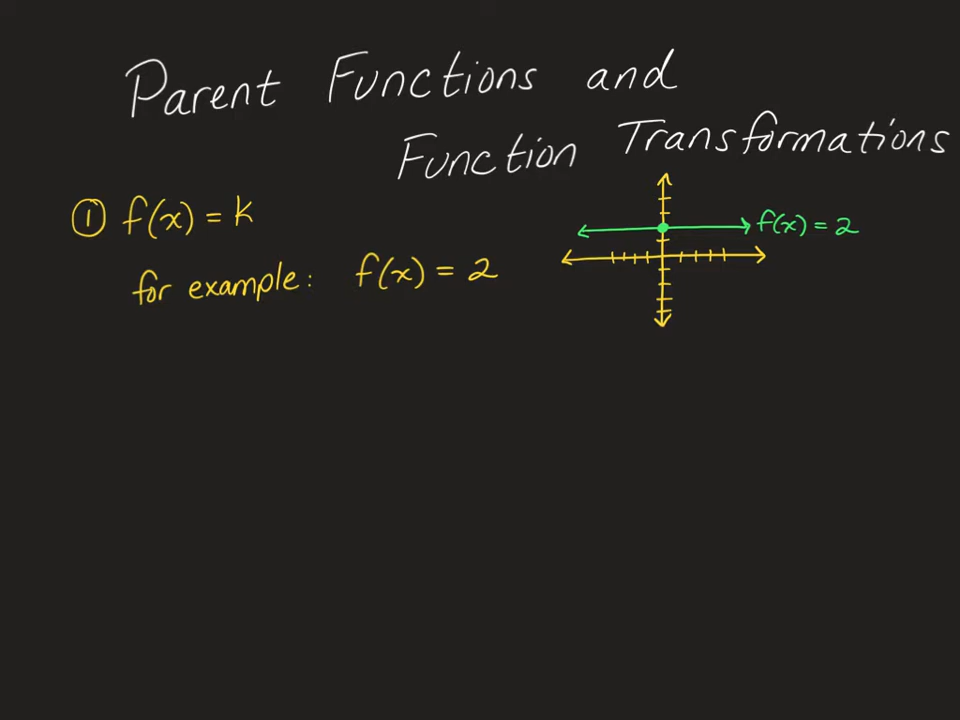 Parent Functions and
Function Transformations
① f(x) = k
f(x) = 2
for example: f(x) = 2